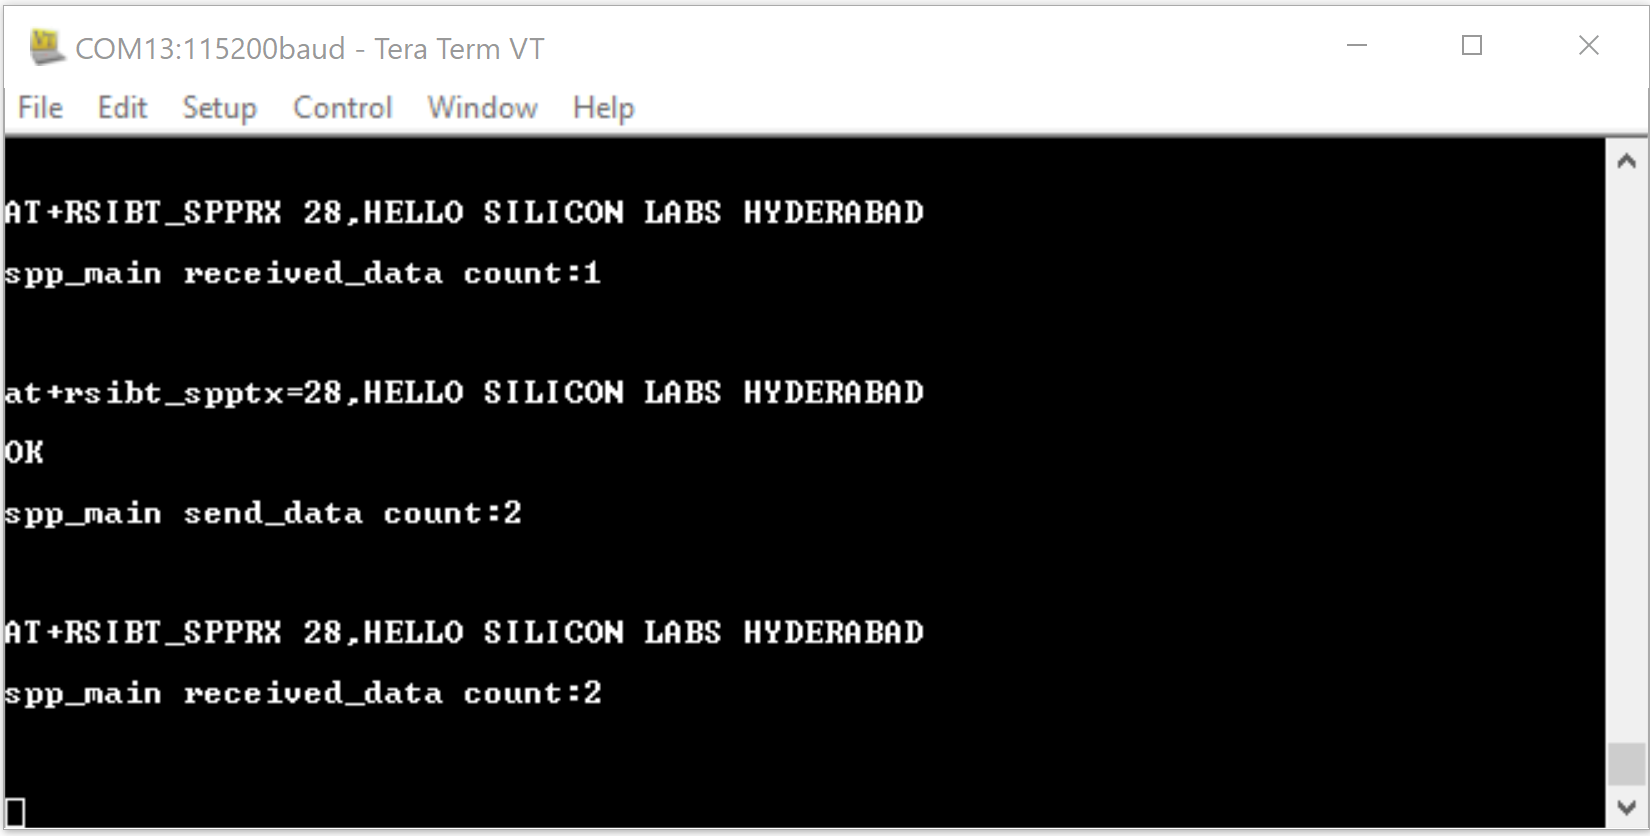 COM13:115200baud - Tera Term VT
File Edit Setup Control Window Help
AT+RSIBT_SPPRX 28,HELLO SILICON LABS HYDERABAD
spp_main received_data count:1
at+rsibt_spptx=28,HELLO SILICON LABS HYDERABAD
OK
spp_main send_data count:2
AT+RSIBT_SPPRX 28,HELLO SILICON LABS HYDERABAD
spp_main received_data count:2